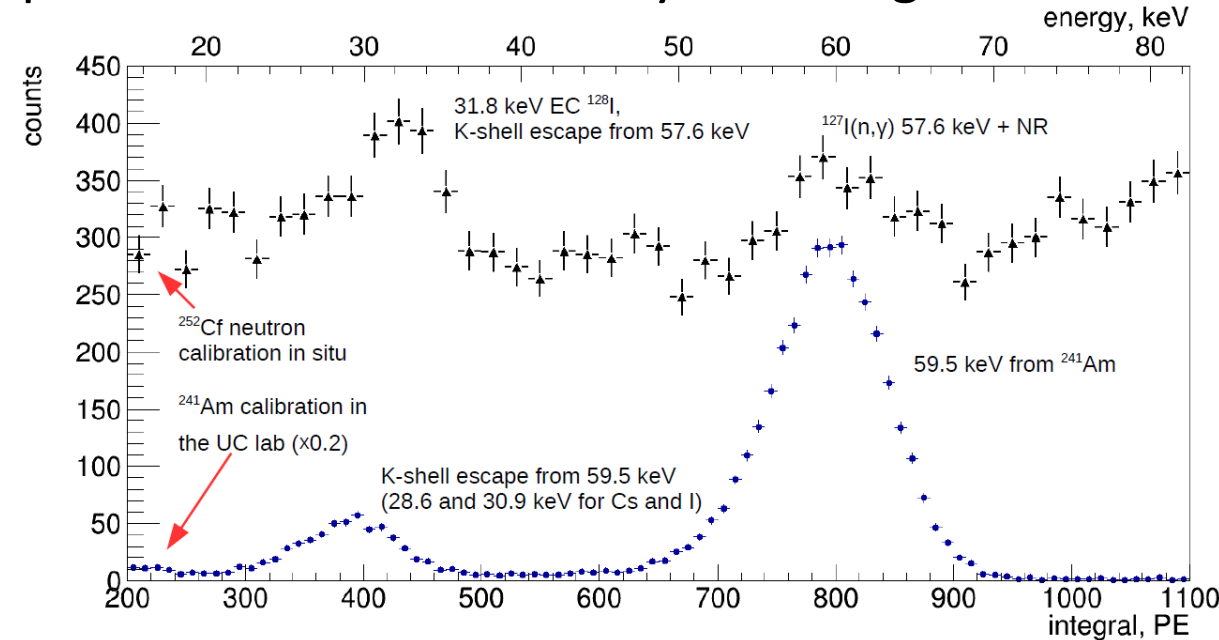 energy, keV
20 30 40 50 60 70 80
counts
450
400
350
300
250
200
150
100
50
0
31.8 keV EC 128I,
K-shell escape from 57.6 keV
127I(n,γ) 57.6 keV + NR
252Cf neutron
calibration in situ
59.5 keV from 241Am
241Am calibration in
the UC lab (x0.2)
K-shell escape from 59.5 keV
(28.6 and 30.9 keV for Cs and I)
200 300 400 500 600 700 800 900 1000 1100
integral, PE